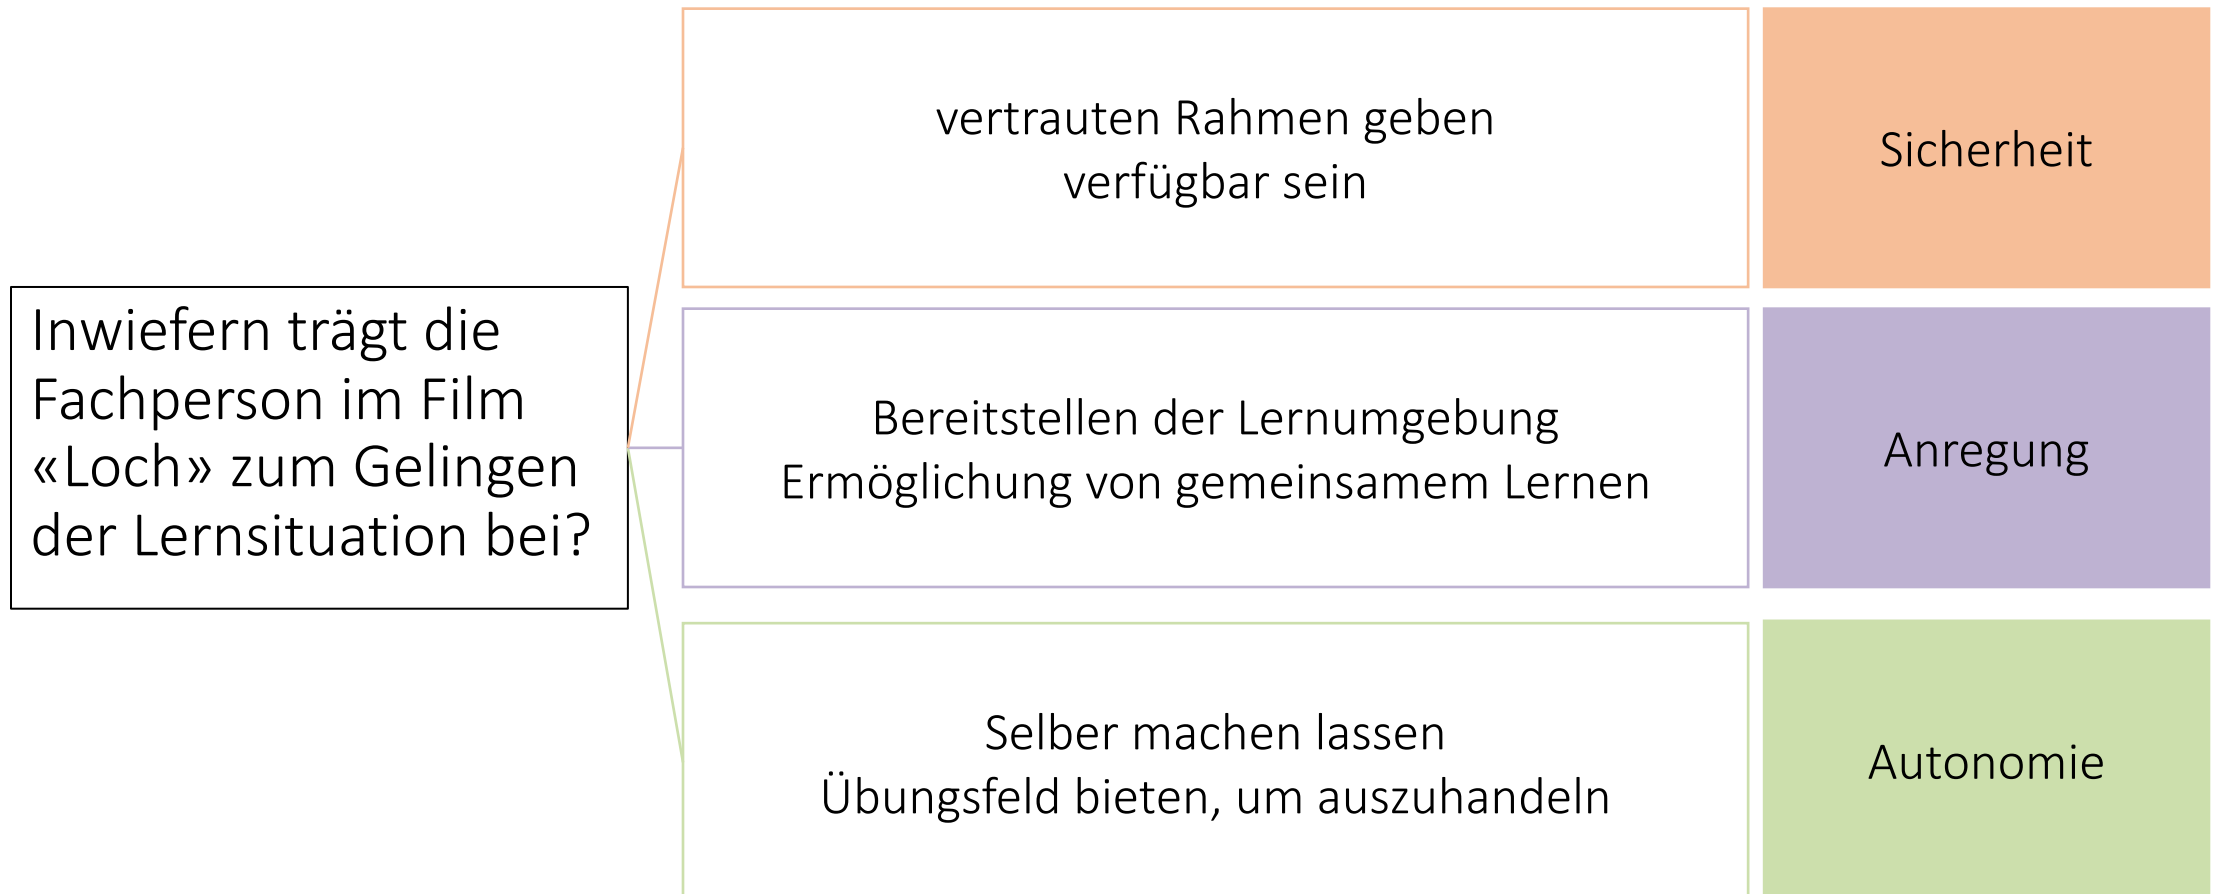 Inwiefern trägt die
Fachperson im Film
«Loch» zum Gelingen
der Lernsituation bei?
vertrauten Rahmen geben
verfügbar sein
Sicherheit
Bereitstellen der Lernumgebung
Ermöglichung von gemeinsamem Lernen
Anregung
Selber machen lassen
Übungsfeld bieten, um auszuhandeln
Autonomie